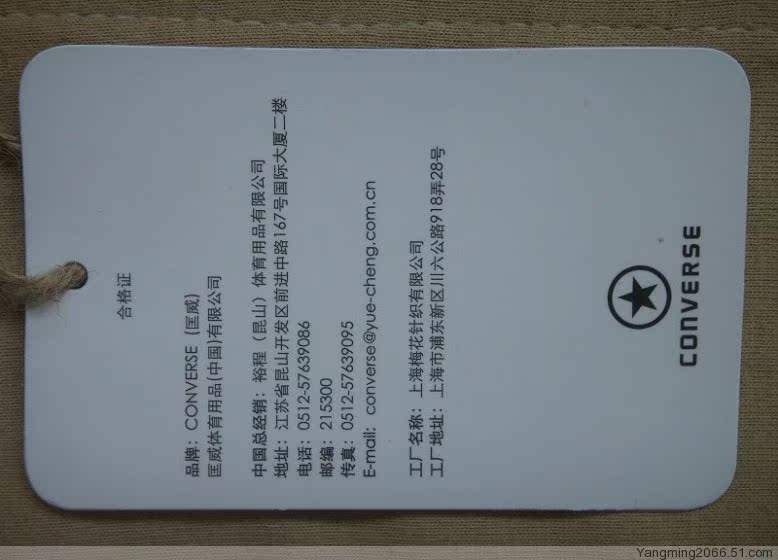 合格证
品牌：CONVERSE (匡威)
匡威体育用品(中国)有限公司
中国总经销：裕程（昆山）体育用品有限公司
地址：江苏省昆山开发区前进中路167号国际大厦二楼
电话：0512-57639086
邮编：215300
传真：0512-57639095
E-mail：converse@yue-cheng.com.cn
工厂名称：上海梅花针织有限公司
工厂地址：上海市浦东新区川六公路918弄28号
CONVERSE
Yangming2066.51.com